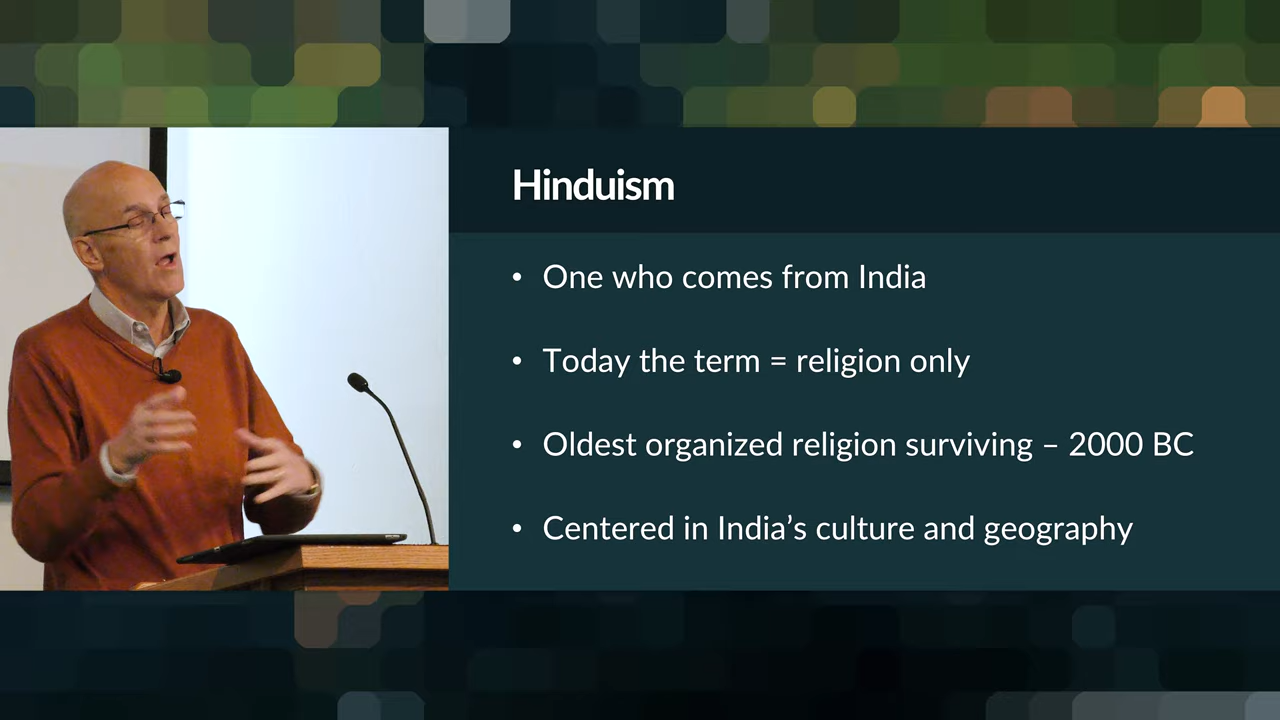 Hinduism
• One who comes from India
• Today the term = religion only
• Oldest organized religion surviving – 2000 BC
• Centered in India’s culture and geography